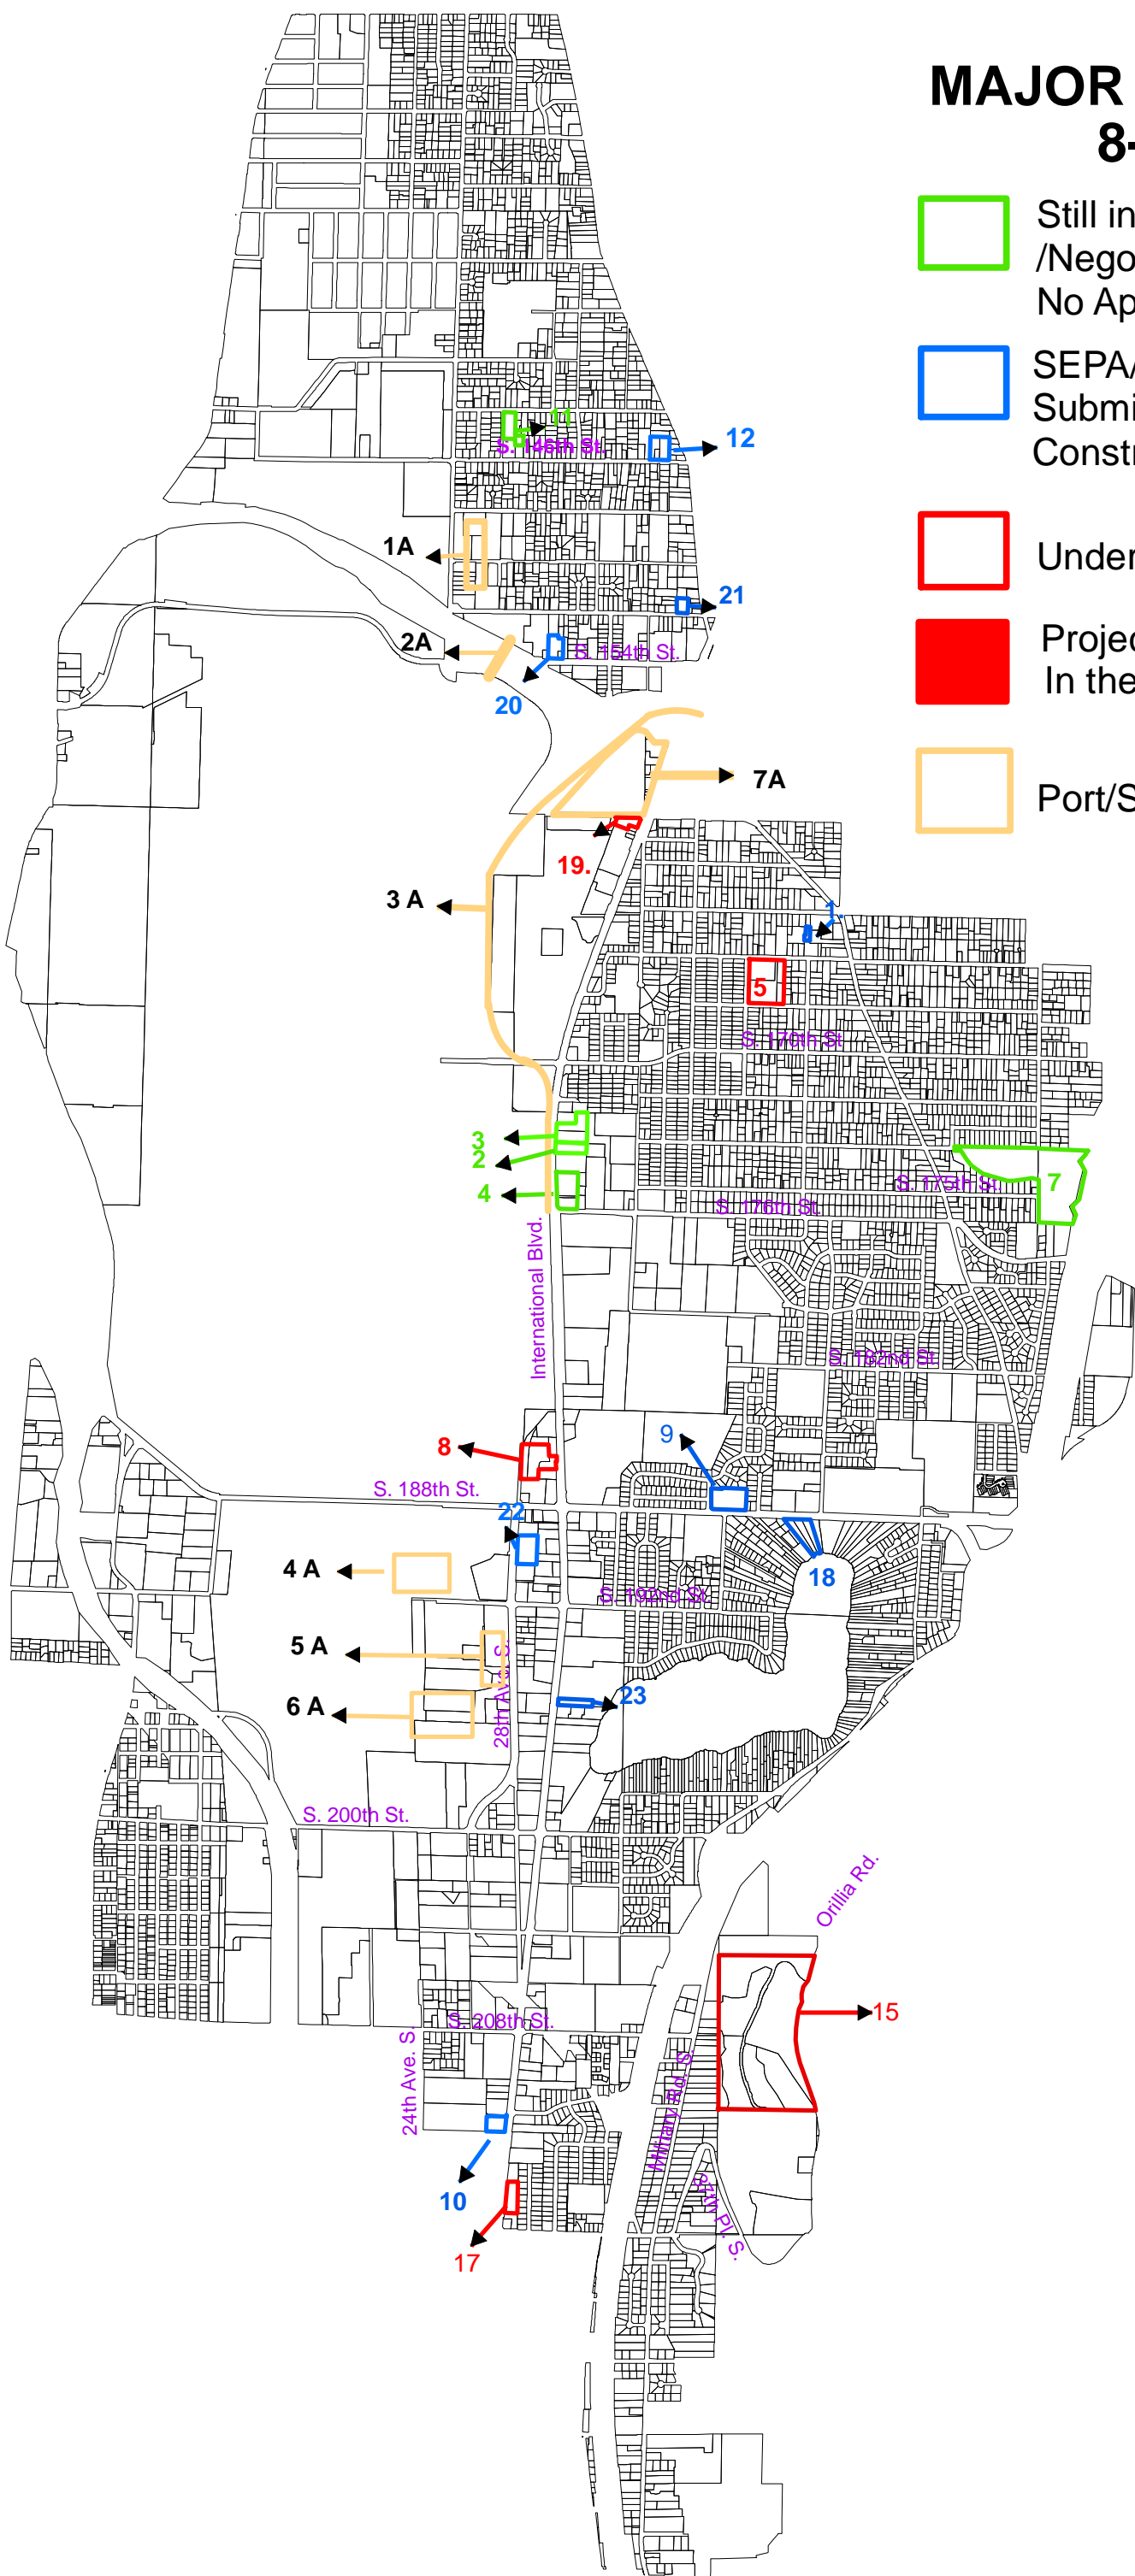 MAJOR
8-
Still in
/Nego
No Ap
SEPA/
Submi
Constr
Under
Projec
In the
Port/S
11
S. 146th St.
12
1A
21
2A
S. 154th St.
20
7A
19.
3 A
1.
5
S. 170th St
3
2
4
7
S. 175th St.
S. 176th St.
International Blvd.
S. 182nd St.
8
9
S. 188th St.
22
4 A
18
S. 192nd St.
5 A
28th Ave. S.
6 A
23
S. 200th St.
Orillia Rd.
15
S. 208th St.
24th Ave. S.
Military Rd. S.
10
37th Pl. S.
17